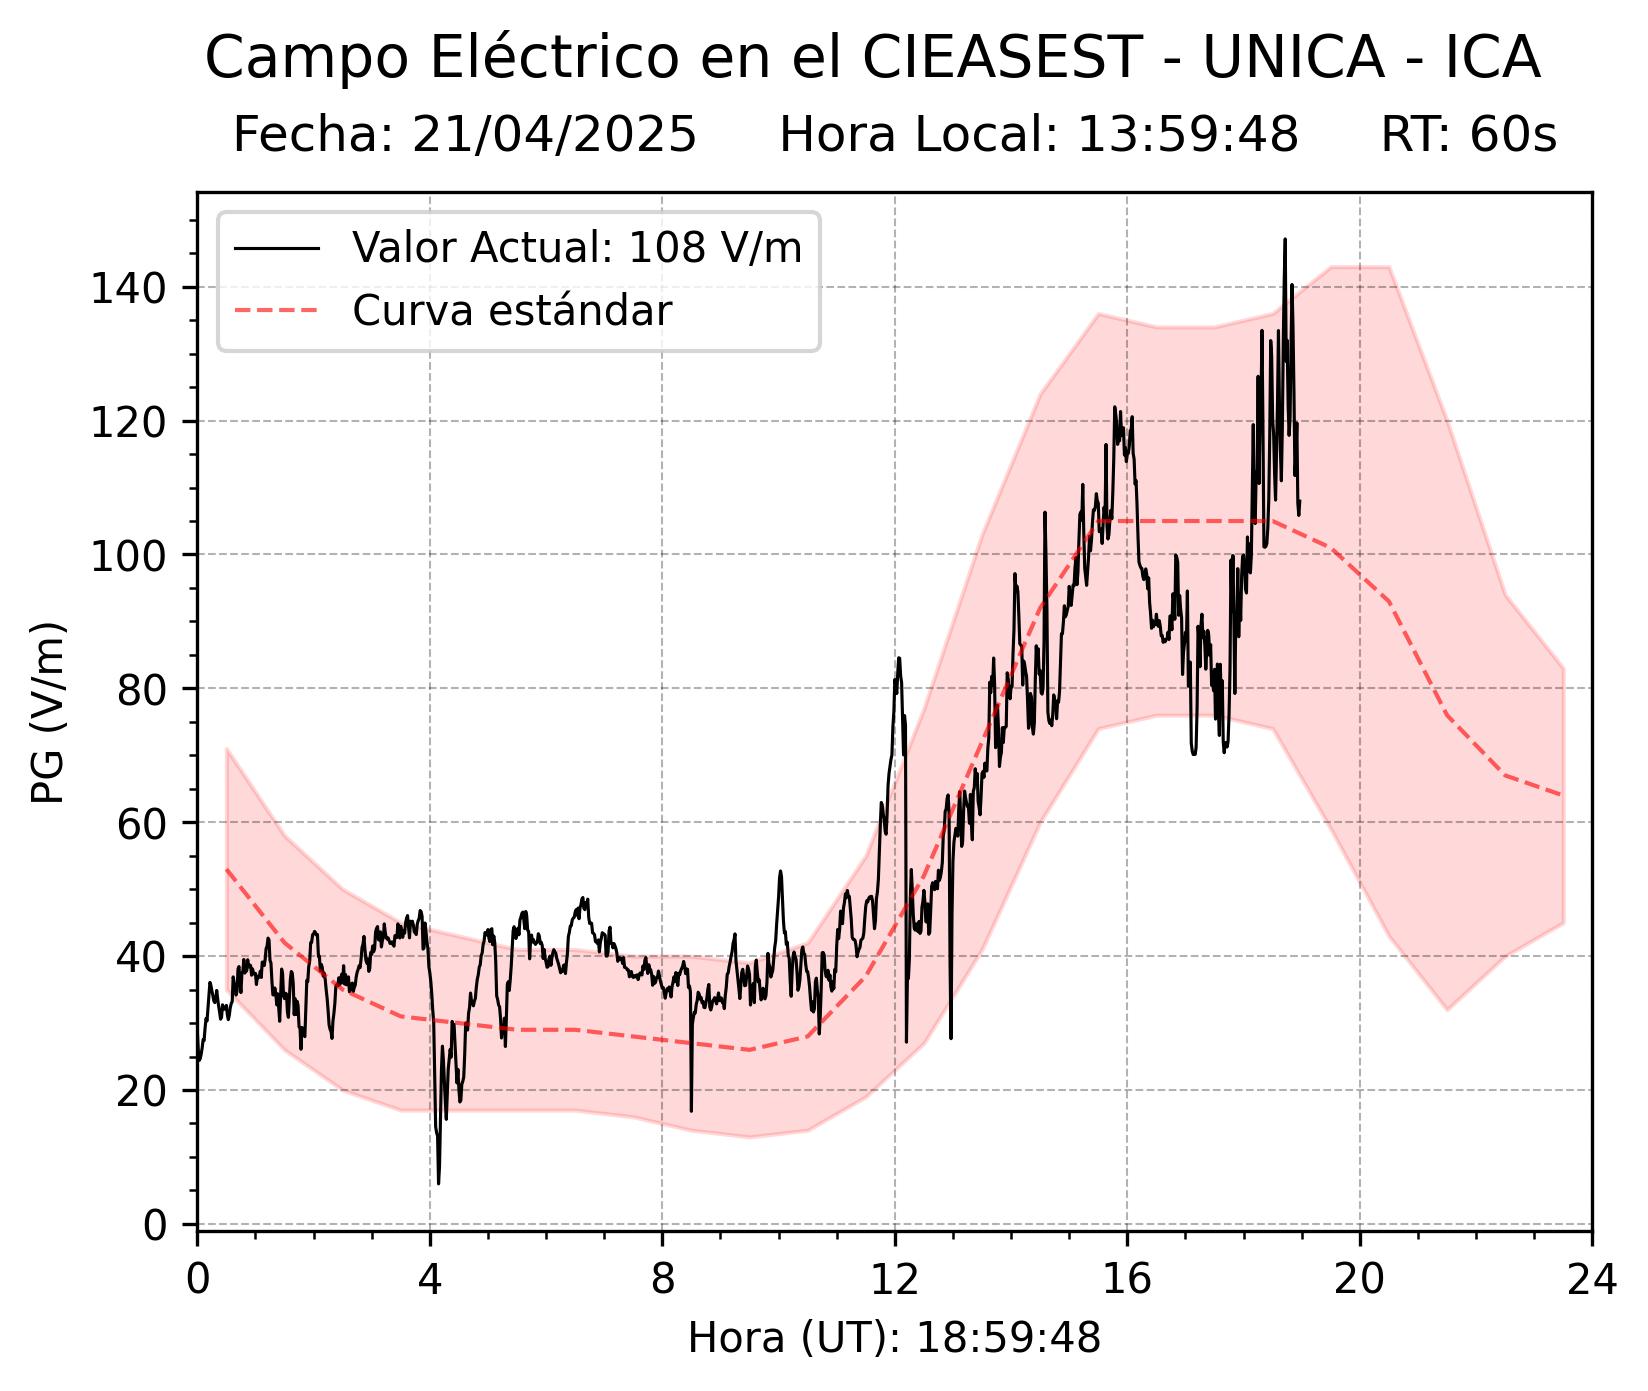 Campo Eléctrico en el CIEASEST - UNICA - ICA
Fecha: 21/04/2025 Hora Local: 13:59:48 RT: 60s
Valor Actual: 108 V/m
Curva estándar
PG (V/m)
140
120
100
80
60
40
20
0
0 4 8 12 16 20 24
Hora (UT): 18:59:48